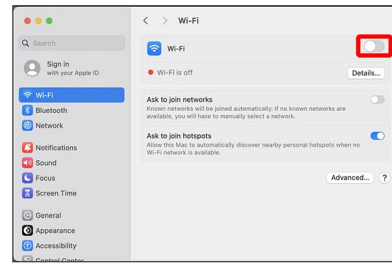 Wi-Fi
Search
Sign in
with your Apple ID
Wi-Fi
Wi-Fi is off
Details...
Wi-Fi
Bluetooth
Network
Ask to join networks
Known networks will be joined automatically. If no known networks are
available, you will have to manually select a network.
Notifications
Sound
Focus
Screen Time
Ask to join hotspots
Allow this Mac to automatically discover nearby personal hotspots when no
Wi-Fi network is available.
Advanced...
?
General
Appearance
Accessibility
Control Center